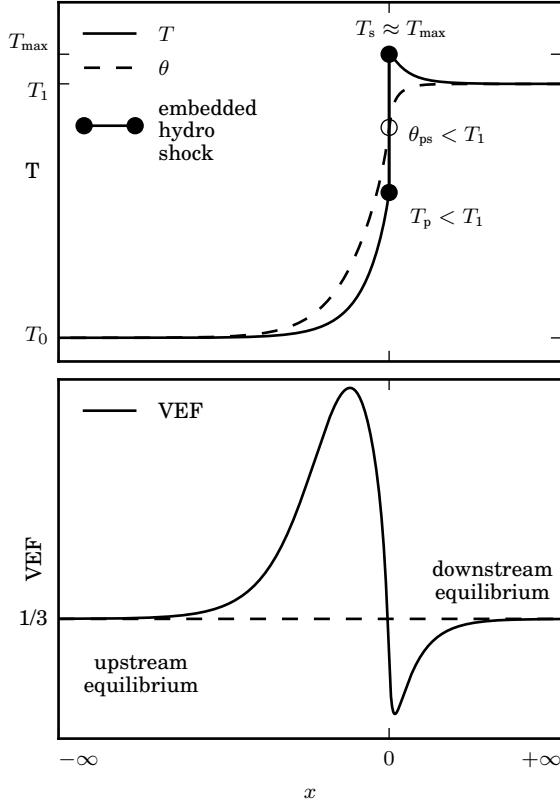 T_s ≈ T_max
T_max
T
T_1
θ
embedded
hydro
shock
θ_ps < T_1
T
T_p < T_1
T_0
VEF
VEF
downstream
equilibrium
1/3
upstream
equilibrium
−∞
0
+∞
x